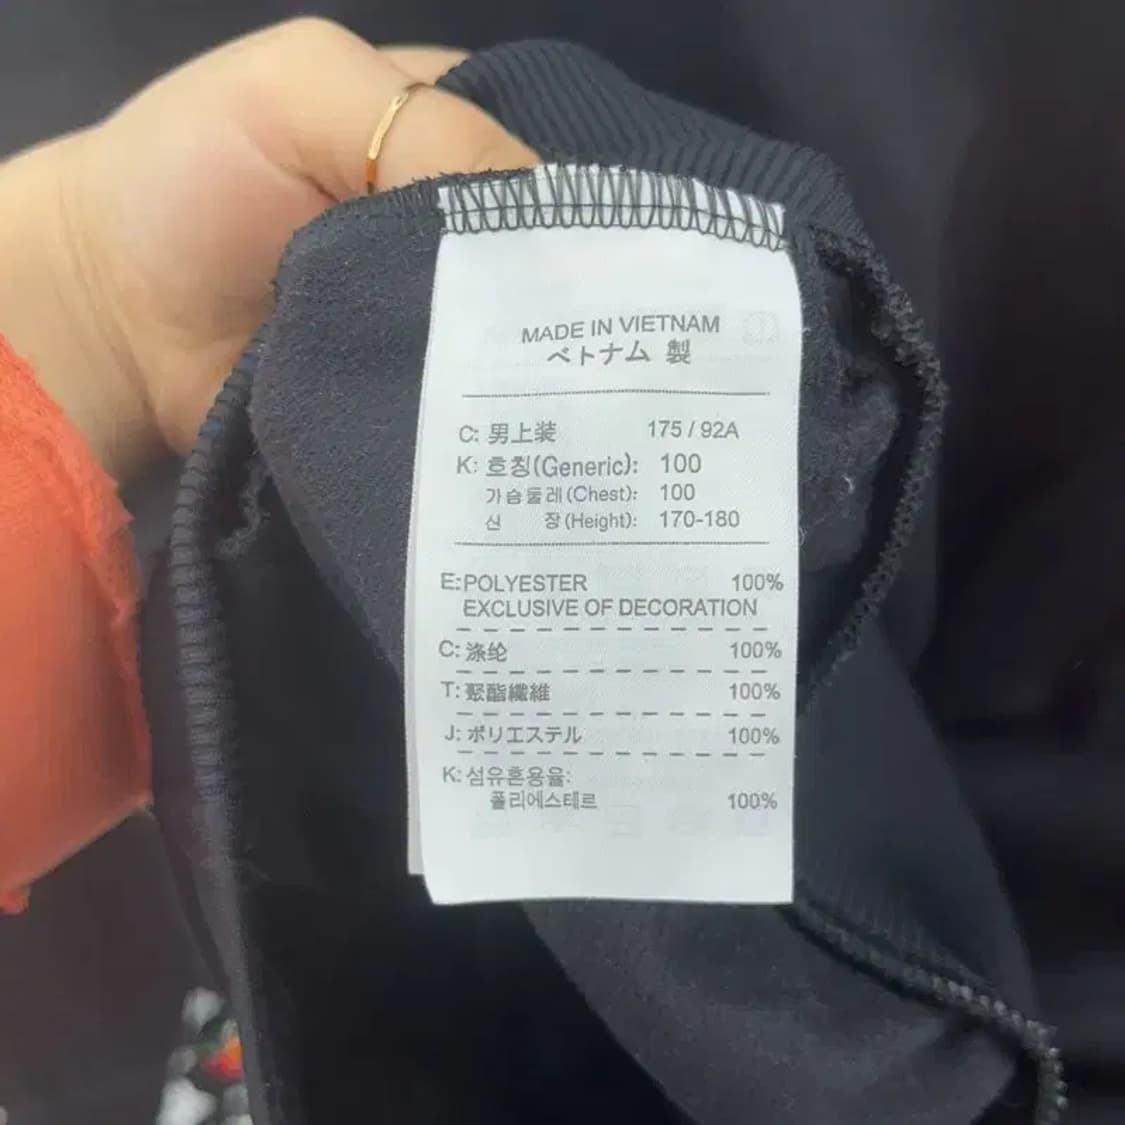 MADE IN VIETNAM
ベトナム 製
C: 男上装 175 / 92A
K: 호칭(Generic): 100
가슴둘레(Chest): 100
신 장(Height): 170-180
E:POLYESTER 100%
EXCLUSIVE OF DECORATION
C: 涤纶 100%
T: 聚酯纖維 100%
J: ポリエステル 100%
K: 섬유혼용율:
폴리에스테르 100%